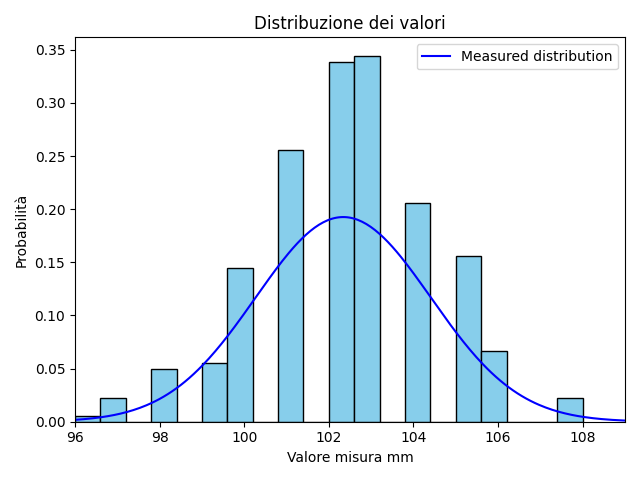 Distribuzione dei valori
Measured distribution
0.35
0.30
0.25
0.20
0.15
0.10
0.05
0.00
Probabilità
96 98 100 102 104 106 108
Valore misura mm